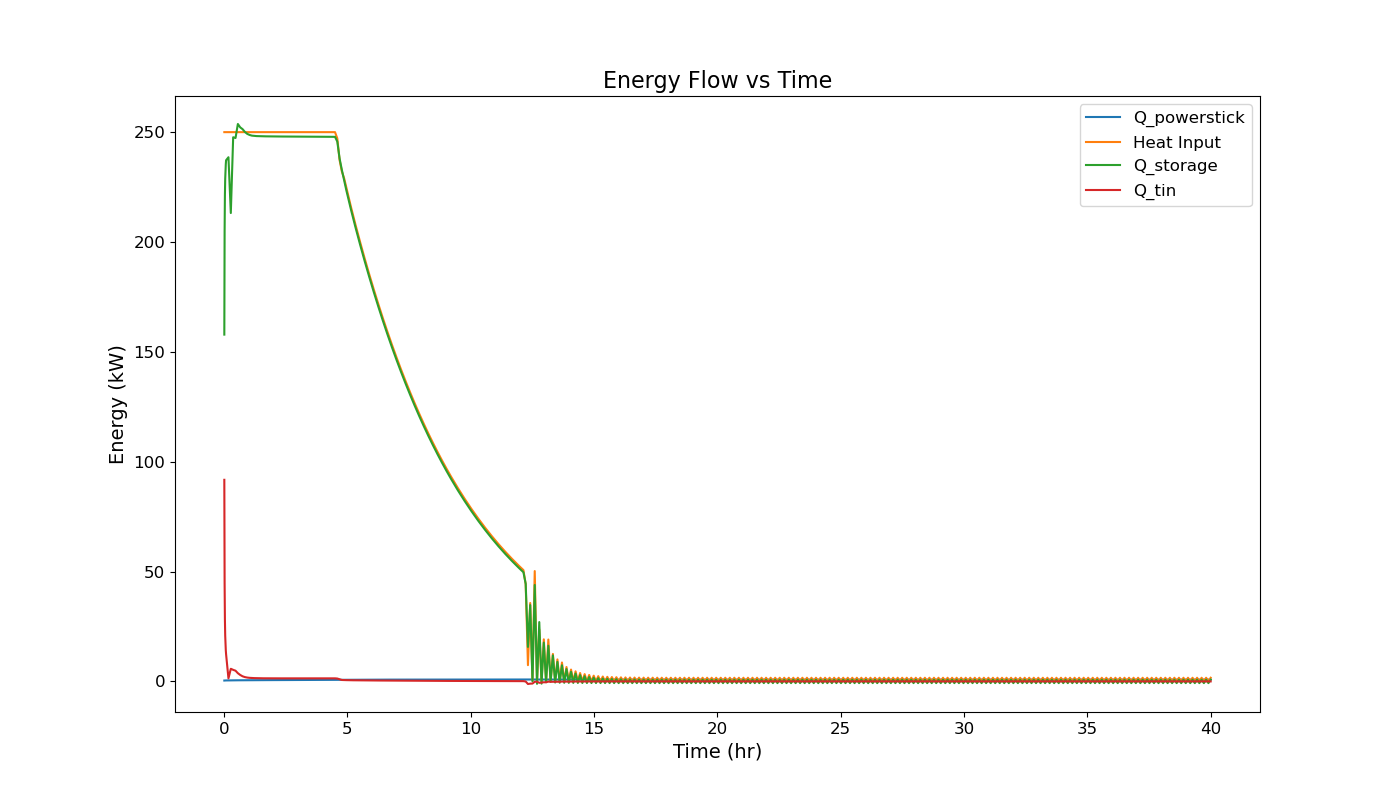 Energy Flow vs Time
Q_powerstick
Heat Input
Q_storage
Q_tin
Energy (kW)
250
200
150
100
50
0
0 5 10 15 20 25 30 35 40
Time (hr)